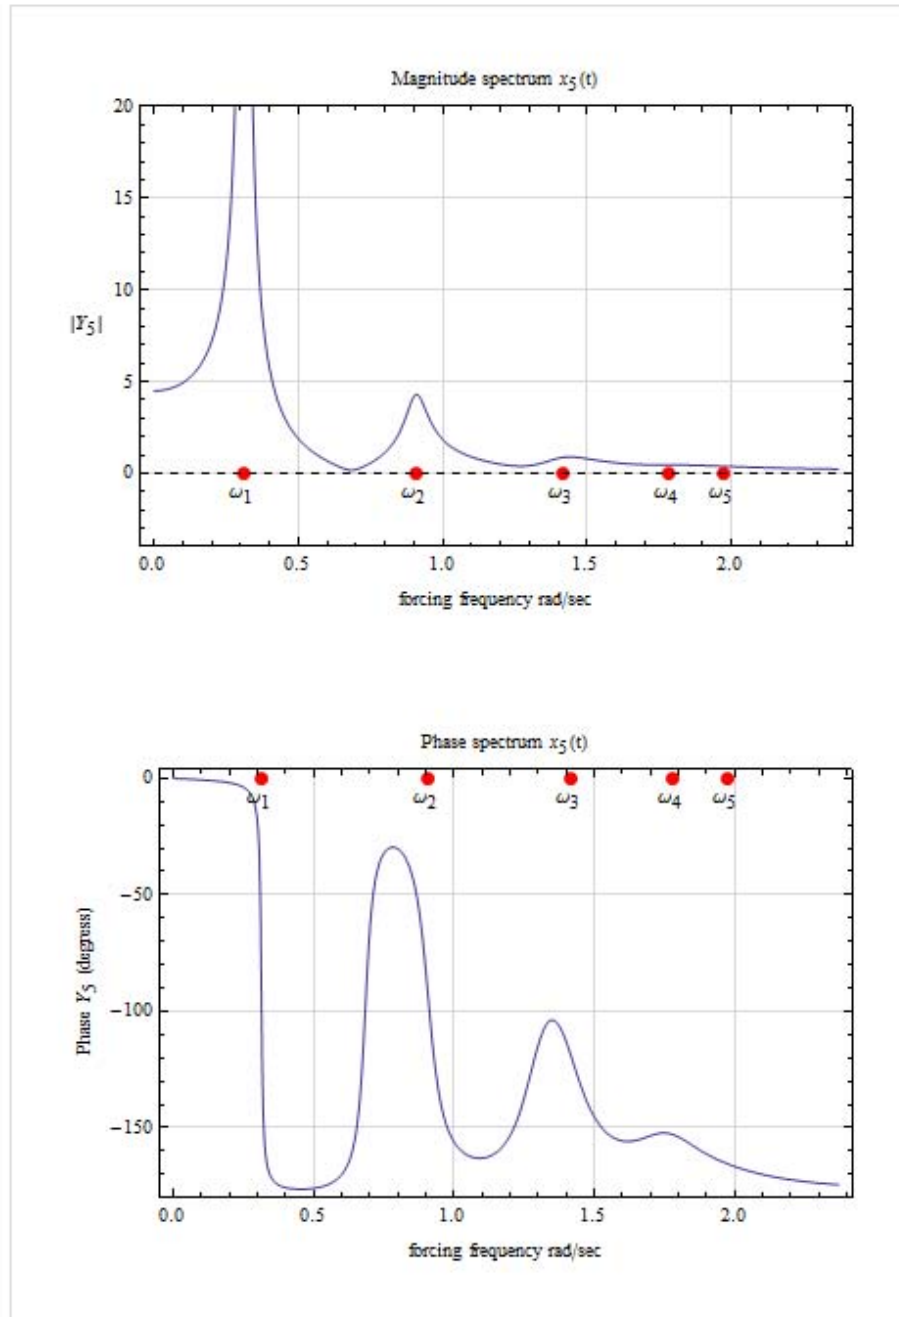 Magnitude spectrum x5(t)
20
15
10
|Y5|
5
0
ω1 ω2 ω3 ω4 ω5
0.0 0.5 1.0 1.5 2.0
forcing frequency rad/sec
Phase spectrum x5(t)
0
ω1 ω2 ω3 ω4 ω5
−50
−100
−150
Phase Y5 (degress)
0.0 0.5 1.0 1.5 2.0
forcing frequency rad/sec